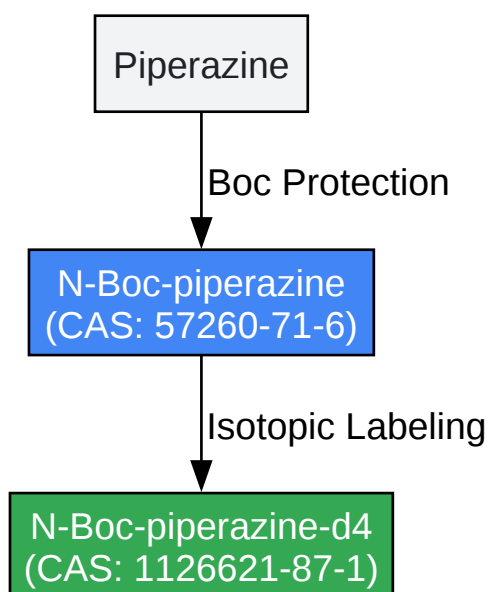 Piperazine
Boc Protection
N-Boc-piperazine
(CAS: 57260-71-6)
Isotopic Labeling
N-Boc-piperazine-d4
(CAS: 1126621-87-1)